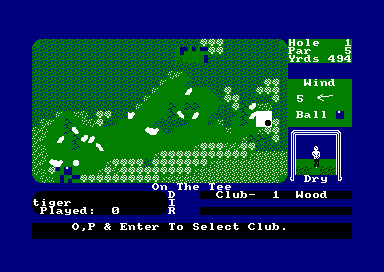 Hole 1
Par 5
Yrds 494
Wind
5
Ball
Dry
On The Tee
DIR
Club- 1 Wood
tiger
Played: 0
O,P & Enter To Select Club.